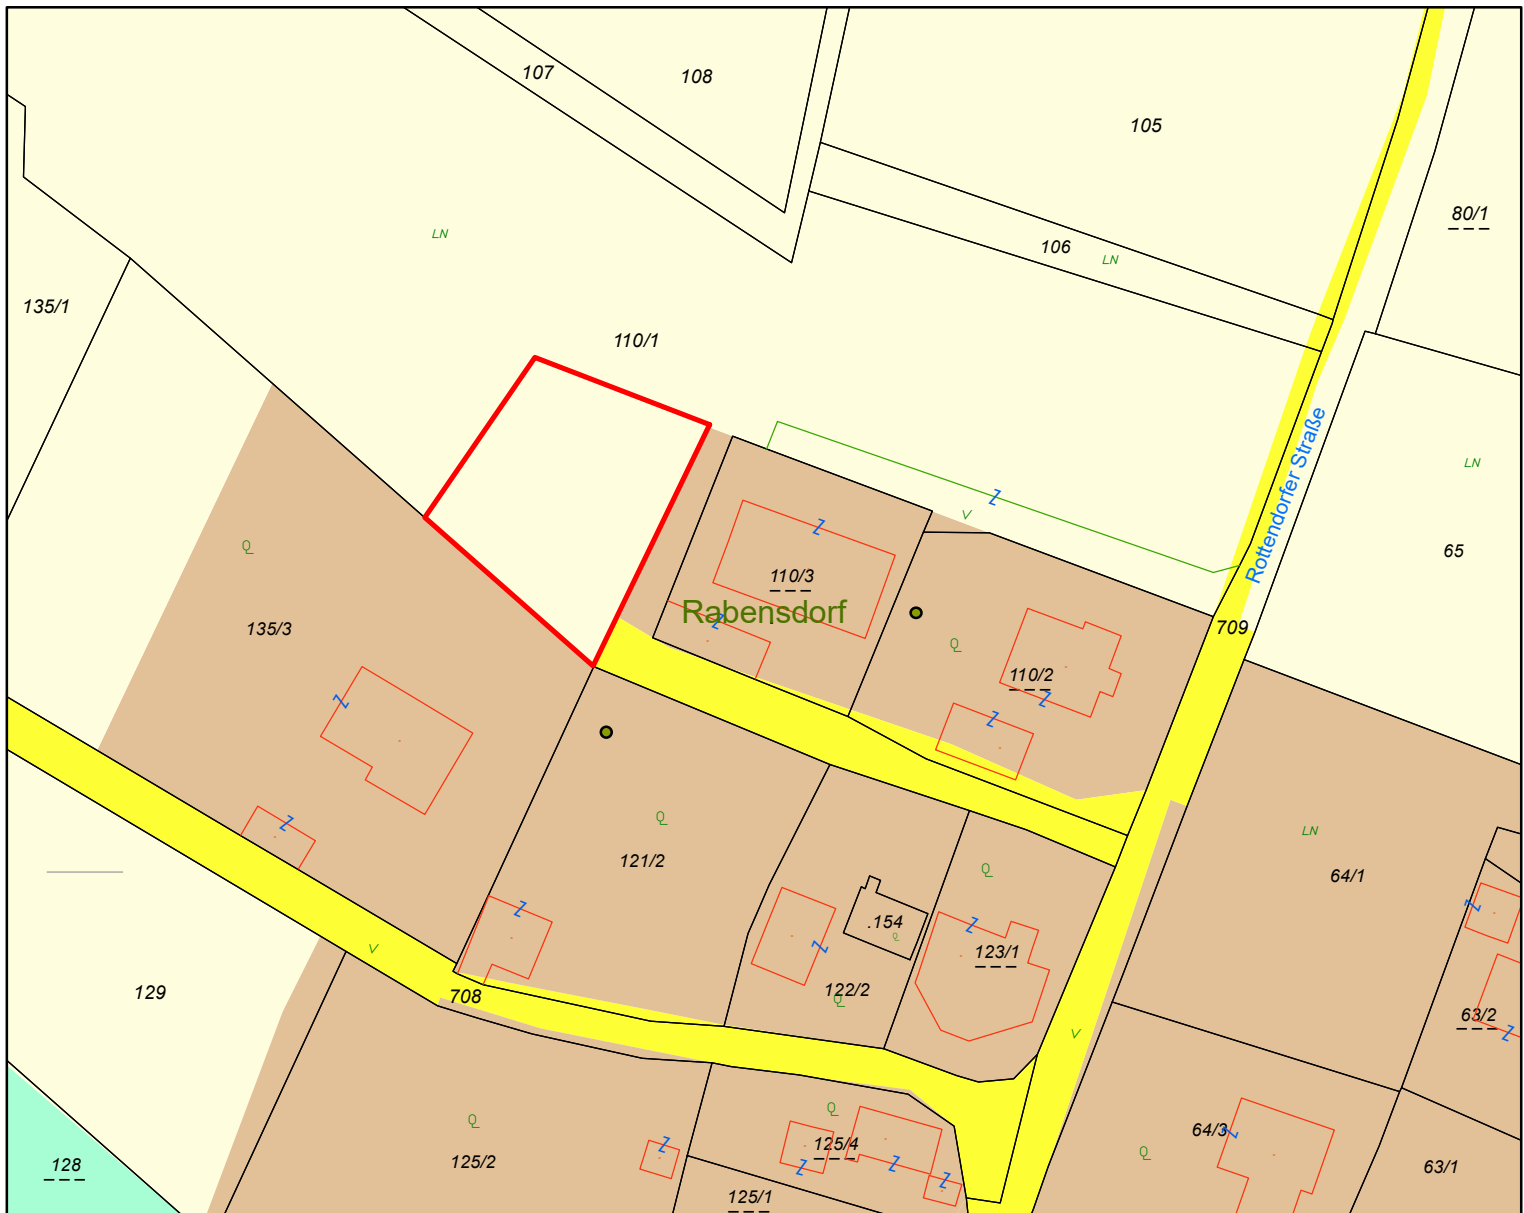 107
108
105
80/1
LN
106
LN
135/1
110/1
Rottendorfer Straße
LN
Z
V
Z
65
Q
110/3
Rabensdorf
Z
135/3
709
Q
110/2
Z
Z
Z
Q
Z
121/2
Q
LN
64/1
Z
Z
.154
Q
Z
123/1
Z
V
129
708
122/2
Q
63/2
Z
V
Q
Q
125/4
Z
Z
Z
Z
64/3
Z
Q
125/2
128
125/1
63/1